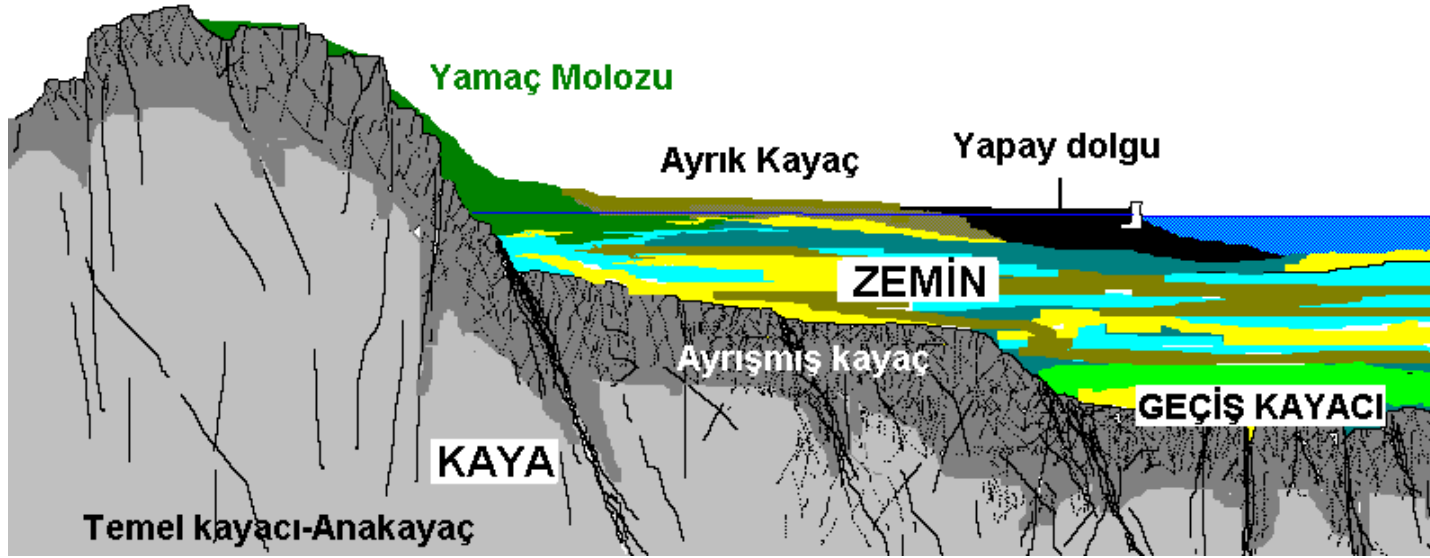 Yamaç Molozu
Ayrık Kayaç
Yapay dolgu
ZEMİN
Ayrışmış kayaç
GEÇİŞ KAYACI
KAYA
Temel kayacı-Anakayaç